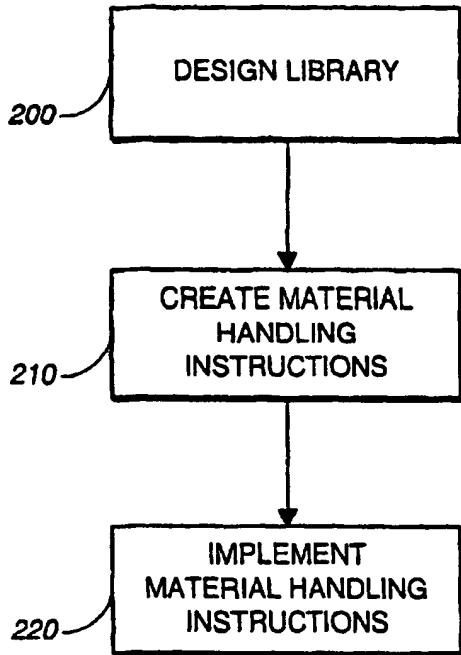 DESIGN LIBRARY
200
CREATE MATERIAL
HANDLING
INSTRUCTIONS
210
IMPLEMENT
MATERIAL HANDLING
INSTRUCTIONS
220